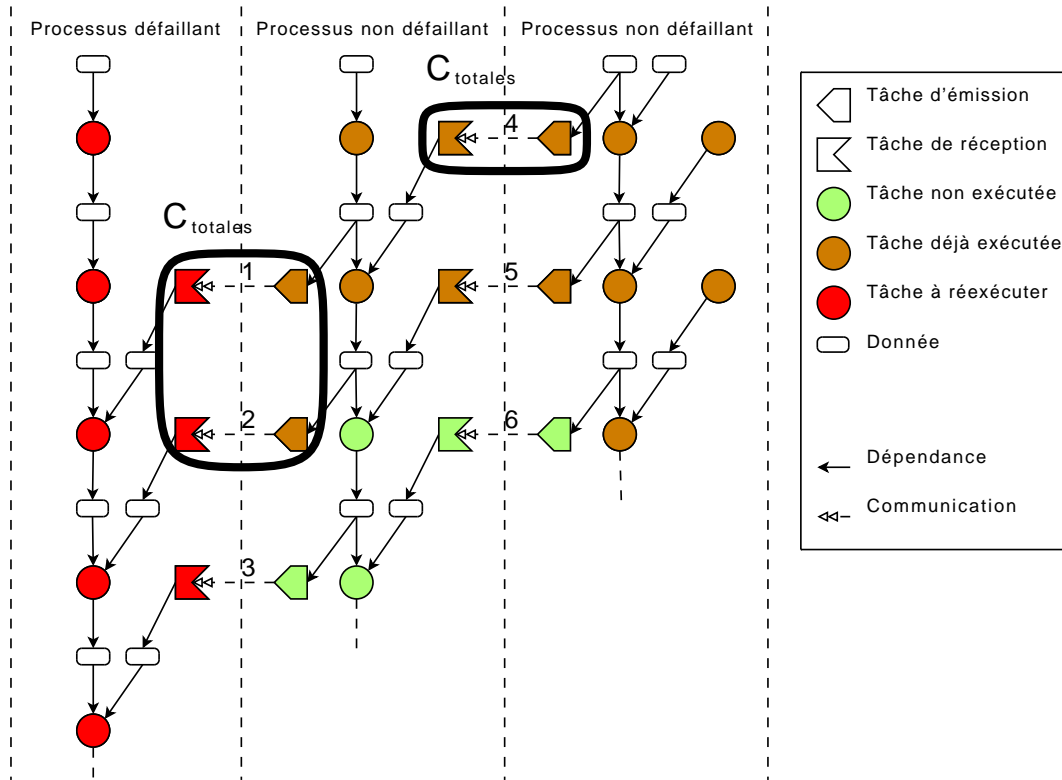 Processus défaillant
Processus non défaillant
Processus non défaillant
C totales
4
C totales
1
5
2
6
3
Tâche d'émission
Tâche de réception
Tâche non exécutée
Tâche déjà exécutée
Tâche à réexécuter
Donnée
Dépendance
Communication